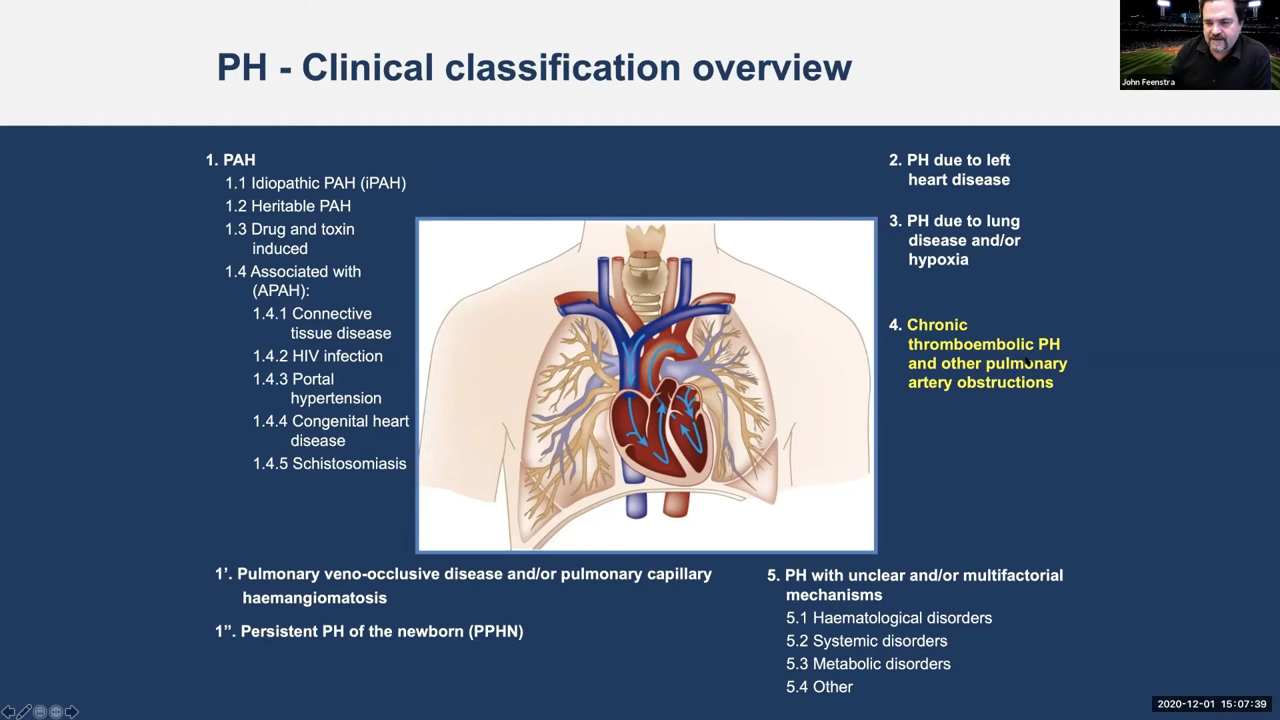 PH - Clinical classification overview
John Feenstra
1. PAH
1.1 Idiopathic PAH (iPAH)
1.2 Heritable PAH
1.3 Drug and toxin
induced
1.4 Associated with
(APAH):
1.4.1 Connective
tissue disease
1.4.2 HIV infection
1.4.3 Portal
hypertension
1.4.4 Congenital heart
disease
1.4.5 Schistosomiasis
2. PH due to left
heart disease
3. PH due to lung
disease and/or
hypoxia
4. Chronic
thromboembolic PH
and other pulmonary
artery obstructions
1’. Pulmonary veno-occlusive disease and/or pulmonary capillary
haemangiomatosis
1”. Persistent PH of the newborn (PPHN)
5. PH with unclear and/or multifactorial
mechanisms
5.1 Haematological disorders
5.2 Systemic disorders
5.3 Metabolic disorders
5.4 Other
2020-12-01 15:07:39